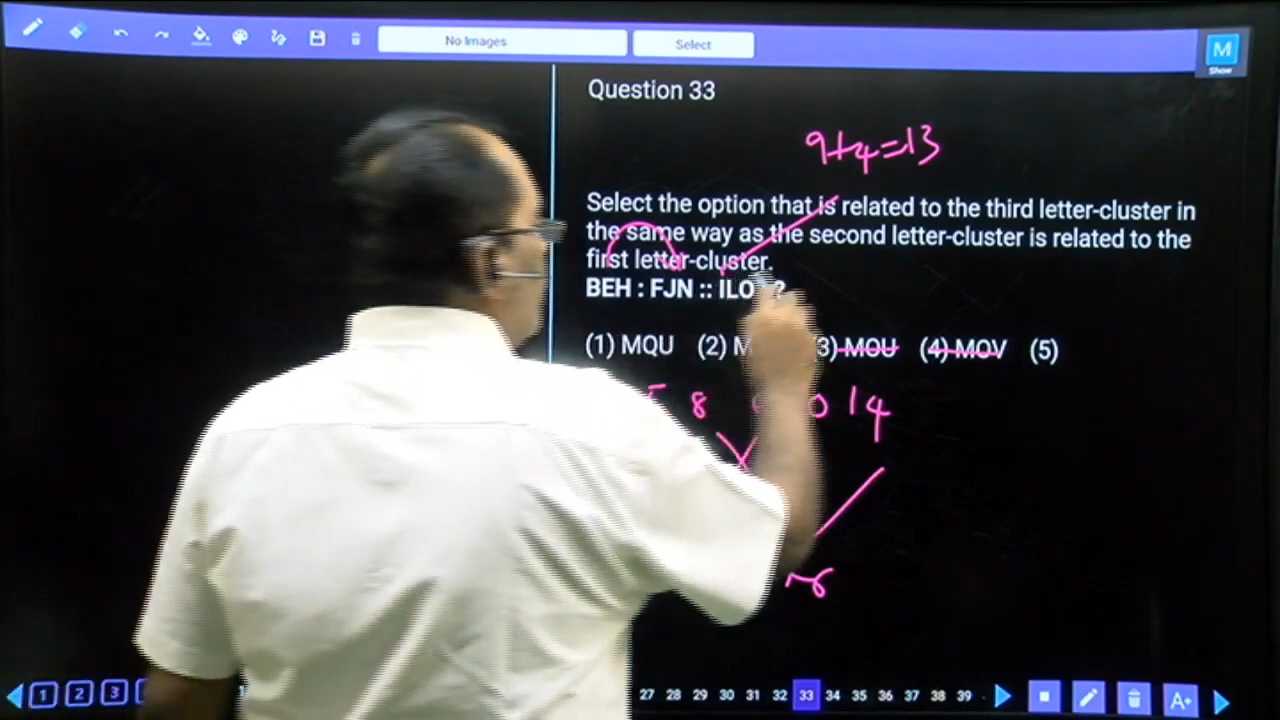 No Images
Select
M
Show
Question 33
9+4=13
Select the option that is related to the third letter-cluster in
the same way as the second letter-cluster is related to the
first letter-cluster.
BEH : FJN :: ILO ?
(1) MQU (2) (3) MOU (4) MOV (5)
8 14
1 2 3 27 28 29 30 31 32 33 34 35 36 37 38 39 A+